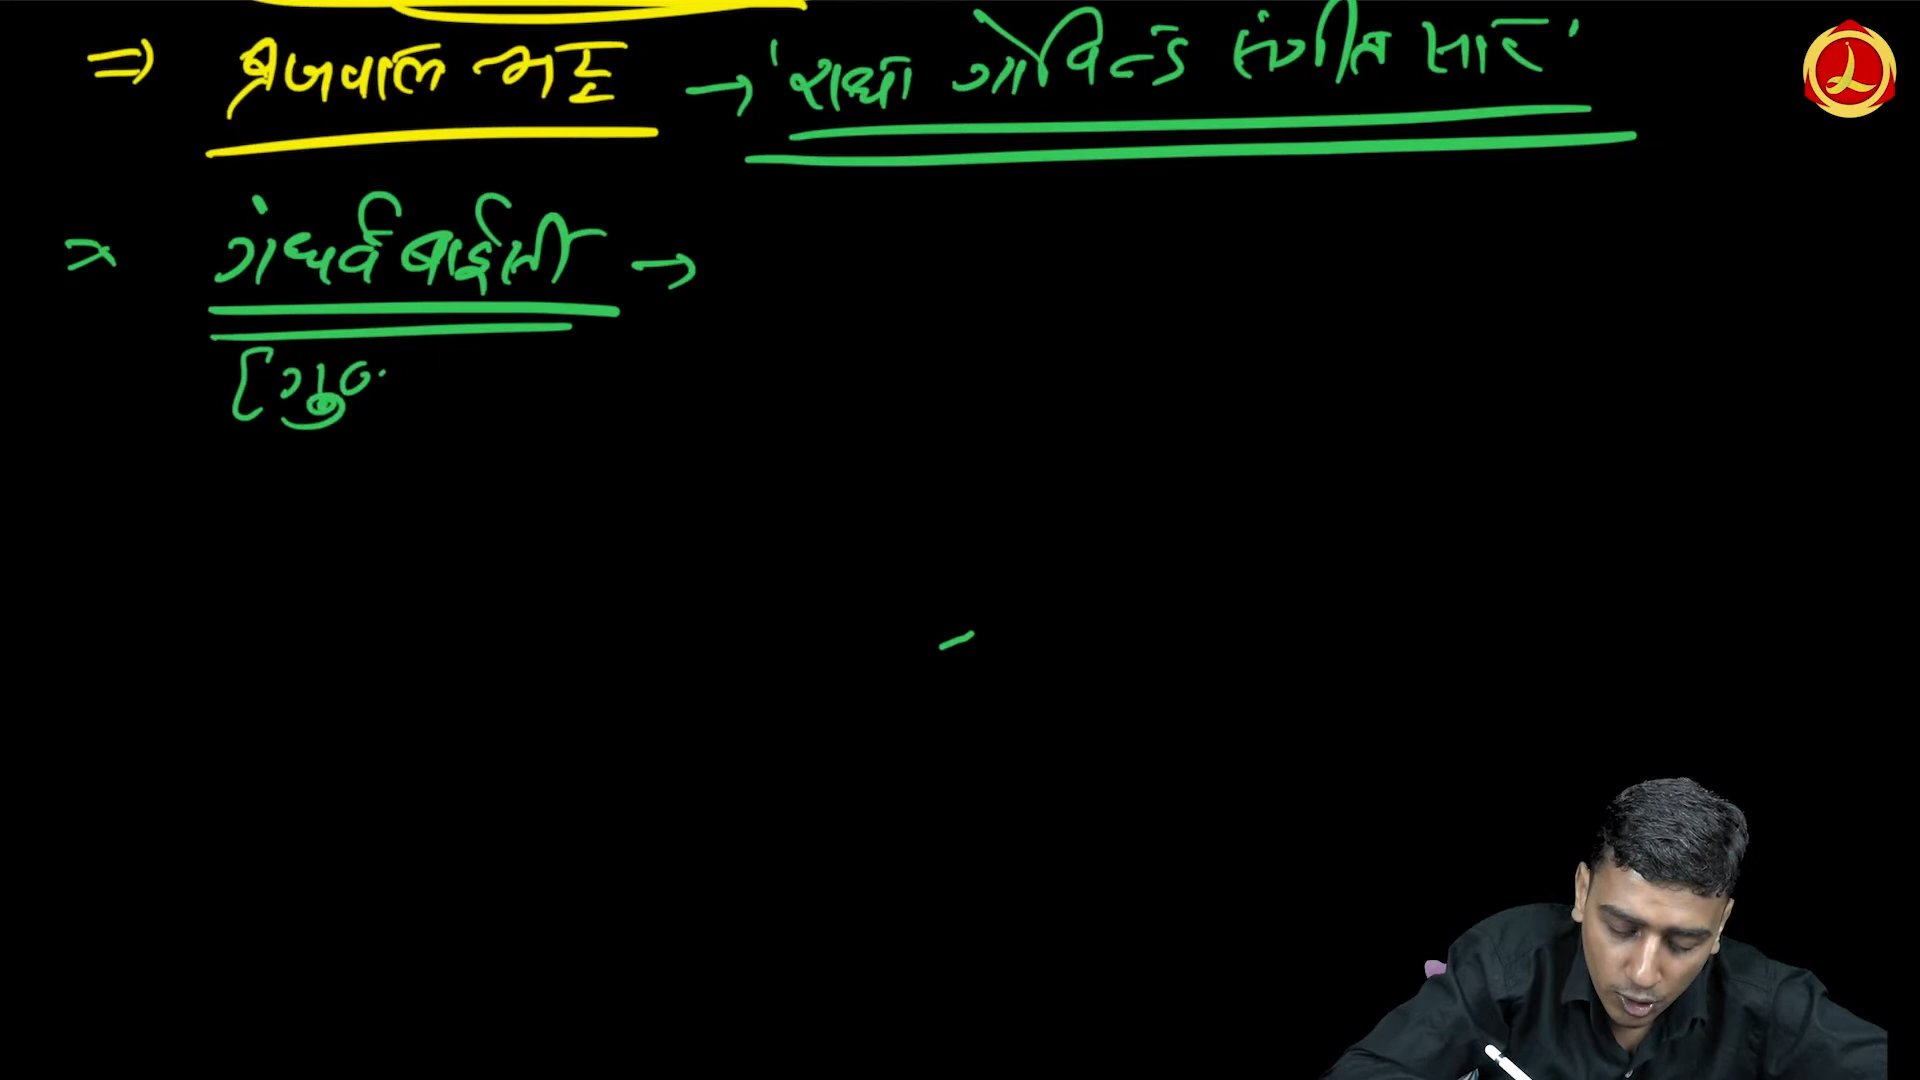 ⇒ ब्रजपाल भट्ट → 'राधा गोविन्द संगीत सार'
गंधर्व बाईसी →
[गुण